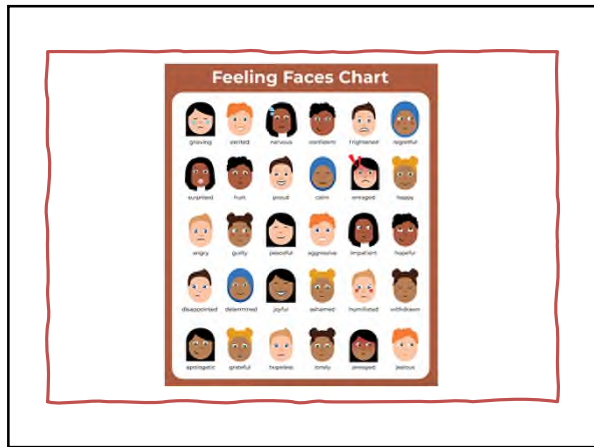 Feeling Faces Chart
grieving excited nervous confident frightened regretful
surprised hurt proud calm enraged happy
angry guilty peaceful aggressive impatient hopeful
disappointed determined joyful ashamed humiliated withdrawn
apologetic grateful hopeless lonely enraged jealous